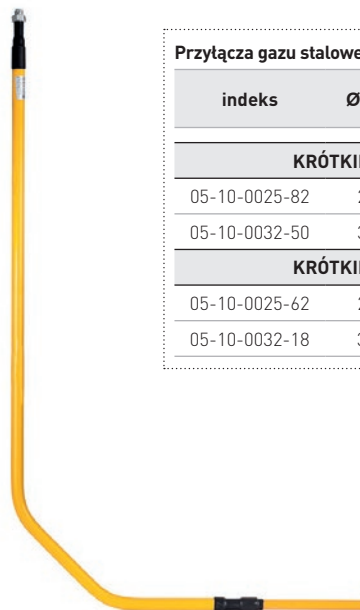 Przyłącza gazu stalowe
indeks Ø
KRÓTKI
05-10-0025-82
05-10-0032-50
KRÓTKI
05-10-0025-62
05-10-0032-18